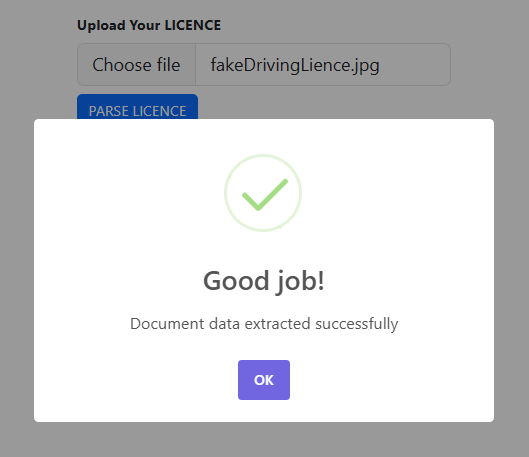 Upload Your LICENCE
Choose file fakeDrivingLience.jpg
PARSE LICENCE
Good job!
Document data extracted successfully
OK